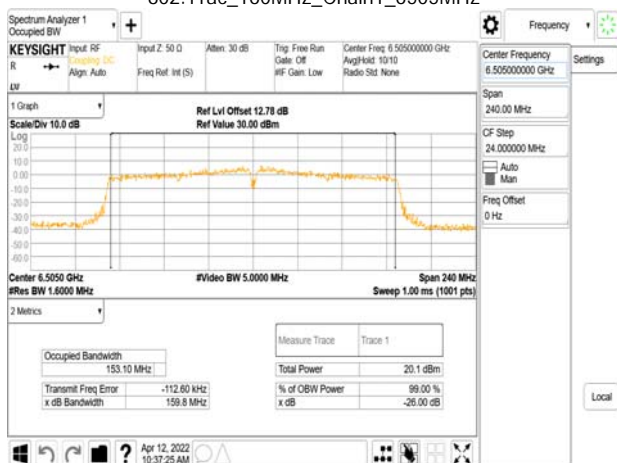 802.11ac_160MHz_Chain1_6505MHz
Spectrum Analyzer 1
Occupied BW
Frequency
KEYSIGHT
R
Input: RF
Coupling: DC
Align: Auto
Input Z: 50 Ω
Freq Ref: Int (S)
Atten: 30 dB
Trig: Free Run
Gate: Off
#IF Gain: Low
Center Freq: 6.505000000 GHz
Avg|Hold: 10/10
Radio Std: None
Center Frequency
6.505000000 GHz
Settings
Span
240.00 MHz
CF Step
24.000000 MHz
Auto
Man
Freq Offset
0 Hz
Local
1 Graph
Scale/Div 10.0 dB
Ref Lvl Offset 12.78 dB
Ref Value 30.00 dBm
Log
20.0
10.0
0.00
-10.0
-20.0
-30.0
-40.0
-50.0
-60.0
Center 6.5050 GHz
#Res BW 1.6000 MHz
#Video BW 5.0000 MHz
Span 240 MHz
Sweep 1.00 ms (1001 pts)
2 Metrics
Measure Trace Trace 1
Occupied Bandwidth
153.10 MHz
Total Power 20.1 dBm
Transmit Freq Error -112.60 kHz
% of OBW Power 99.00 %
x dB Bandwidth 159.8 MHz
x dB -26.00 dB
Apr 12, 2022
10:37:25 AM